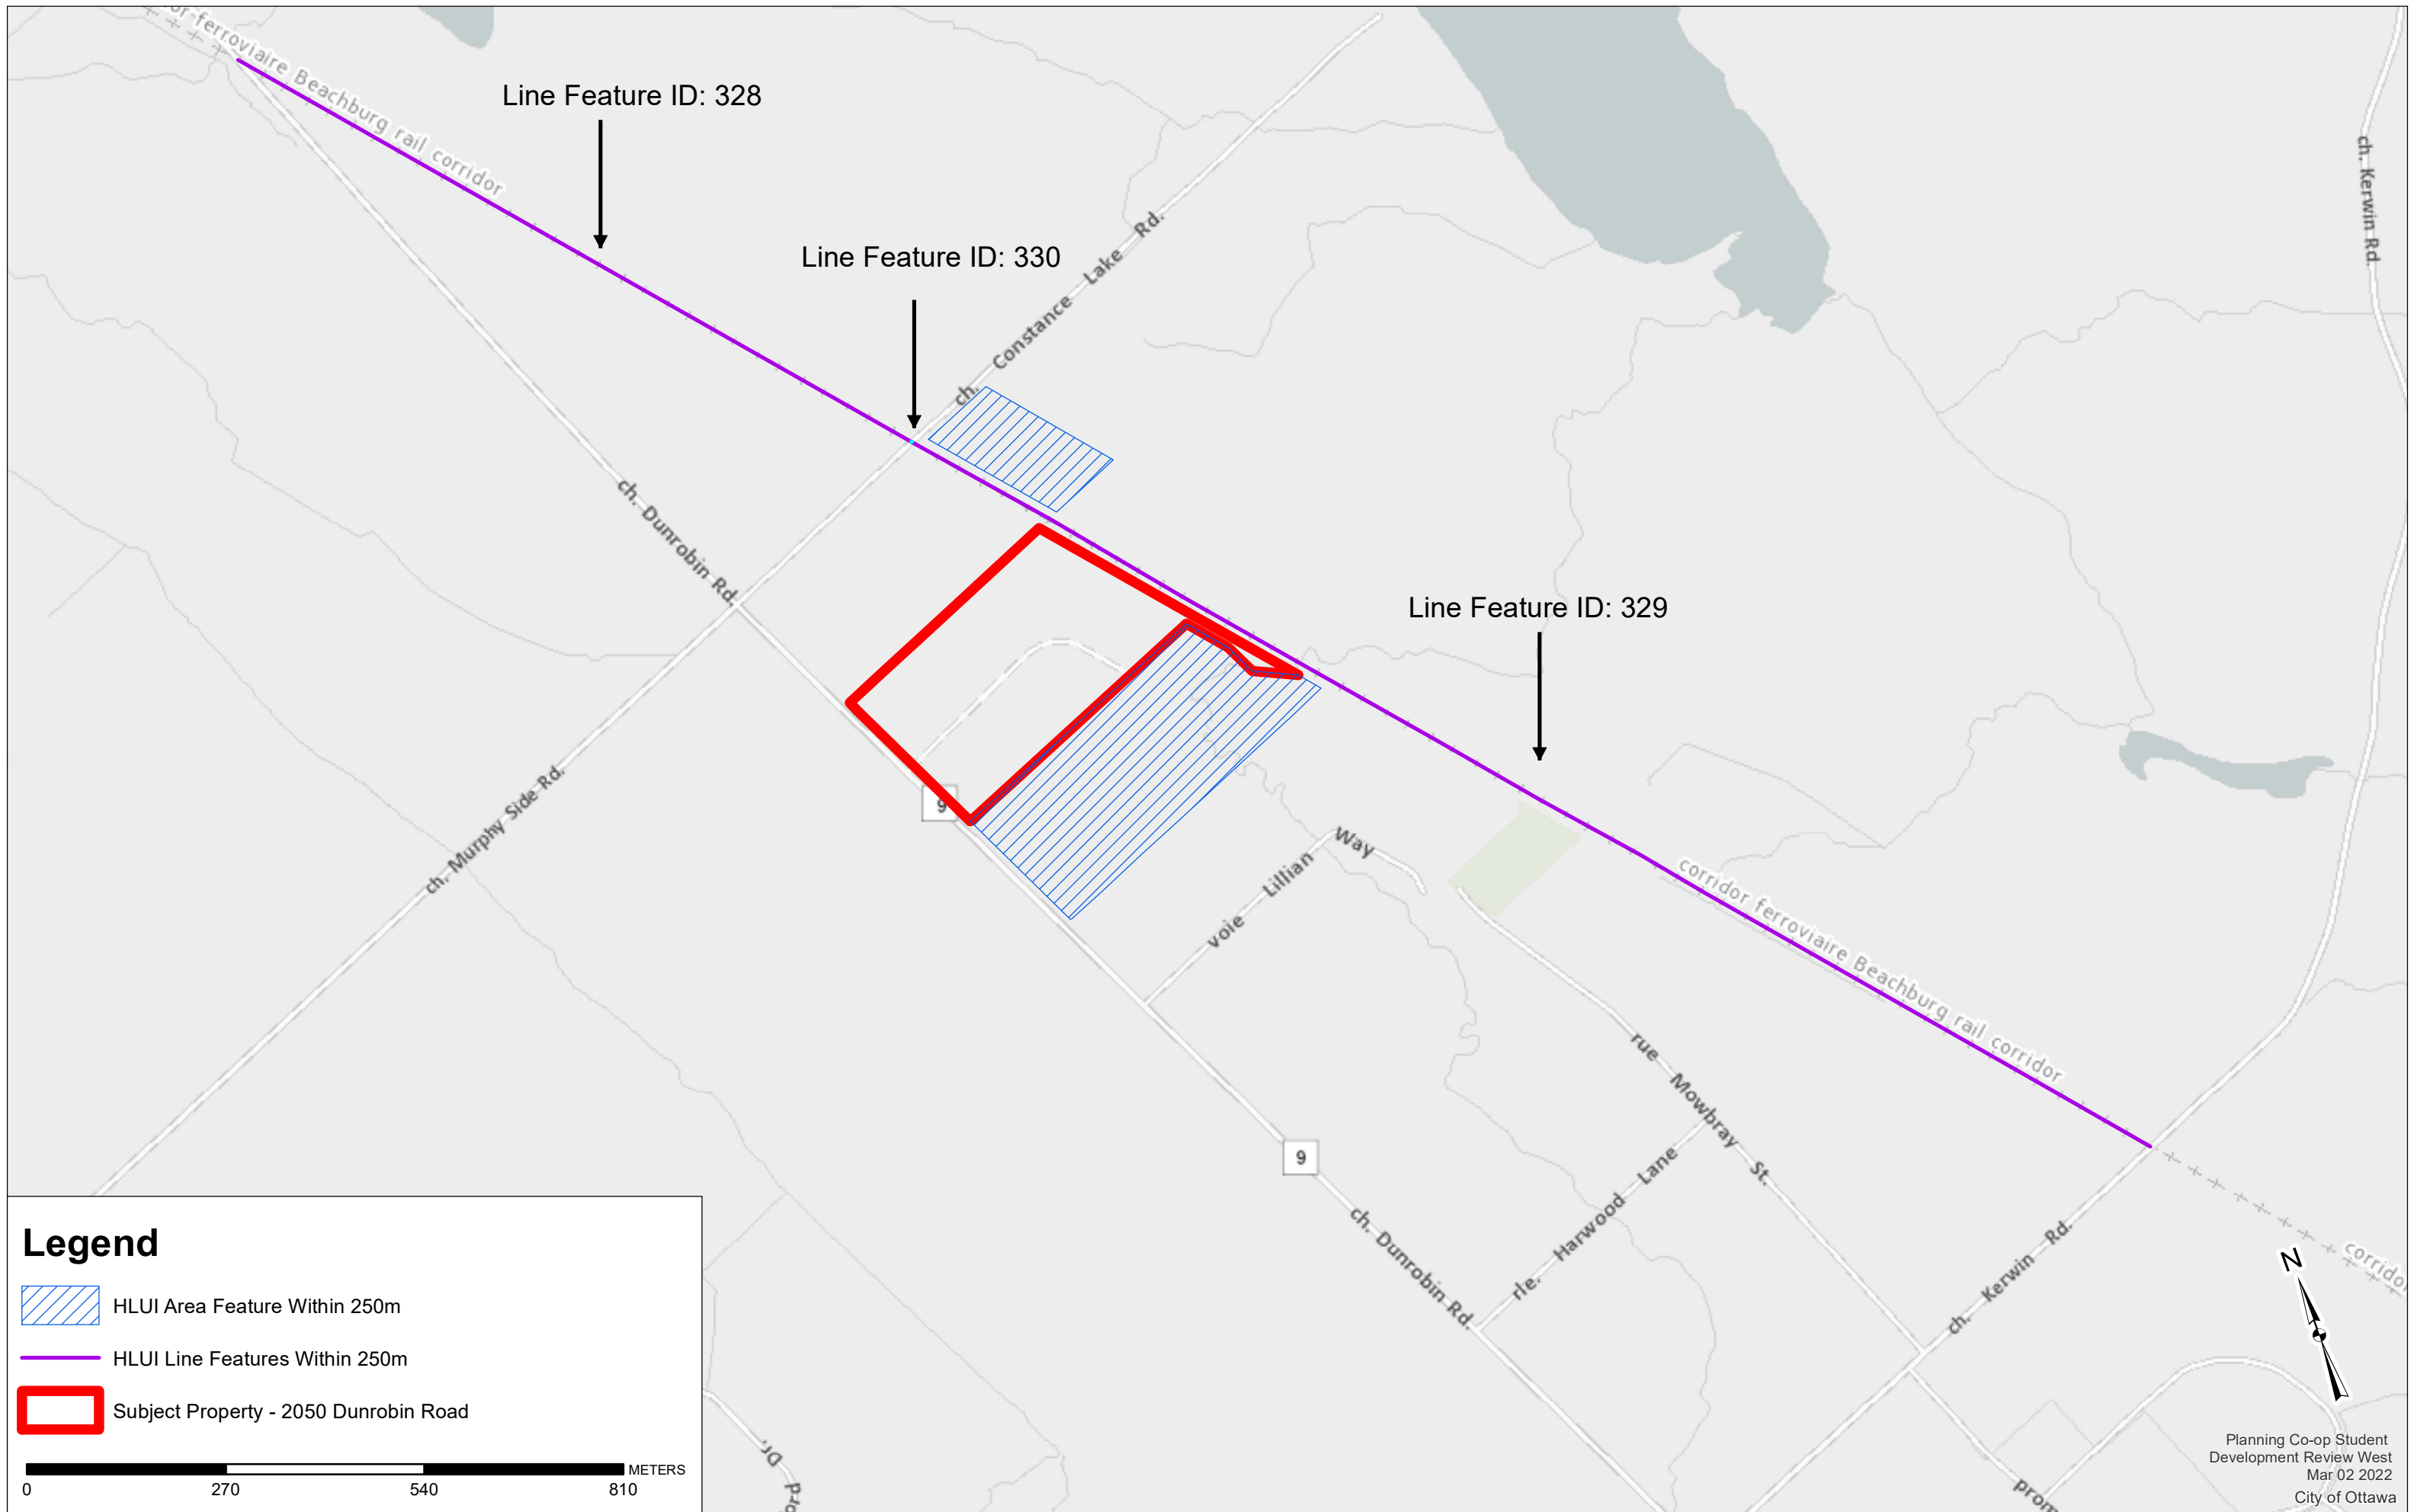 or ferroviaire Beachburg rail corridor
Line Feature ID: 328
ch. Kerwin Rd.
Line Feature ID: 330
ch. Constance Lake Rd.
ch. Dunrobin Rd.
Line Feature ID: 329
ch. Murphy Side Rd.
9
voie Lillian Way
corridor ferroviaire Beachburg rail corridor
rue Mowbray St.
9
rle. Harwood Lane
ch. Dunrobin Rd.
ch. Kerwin Rd.
corrido
N
Legend
HLUI Area Feature Within 250m
HLUI Line Features Within 250m
Subject Property - 2050 Dunrobin Road
METERS
0 270 540 810
Dr.
prom
Planning Co-op Student
Development Review West
Mar 02 2022
City of Ottawa